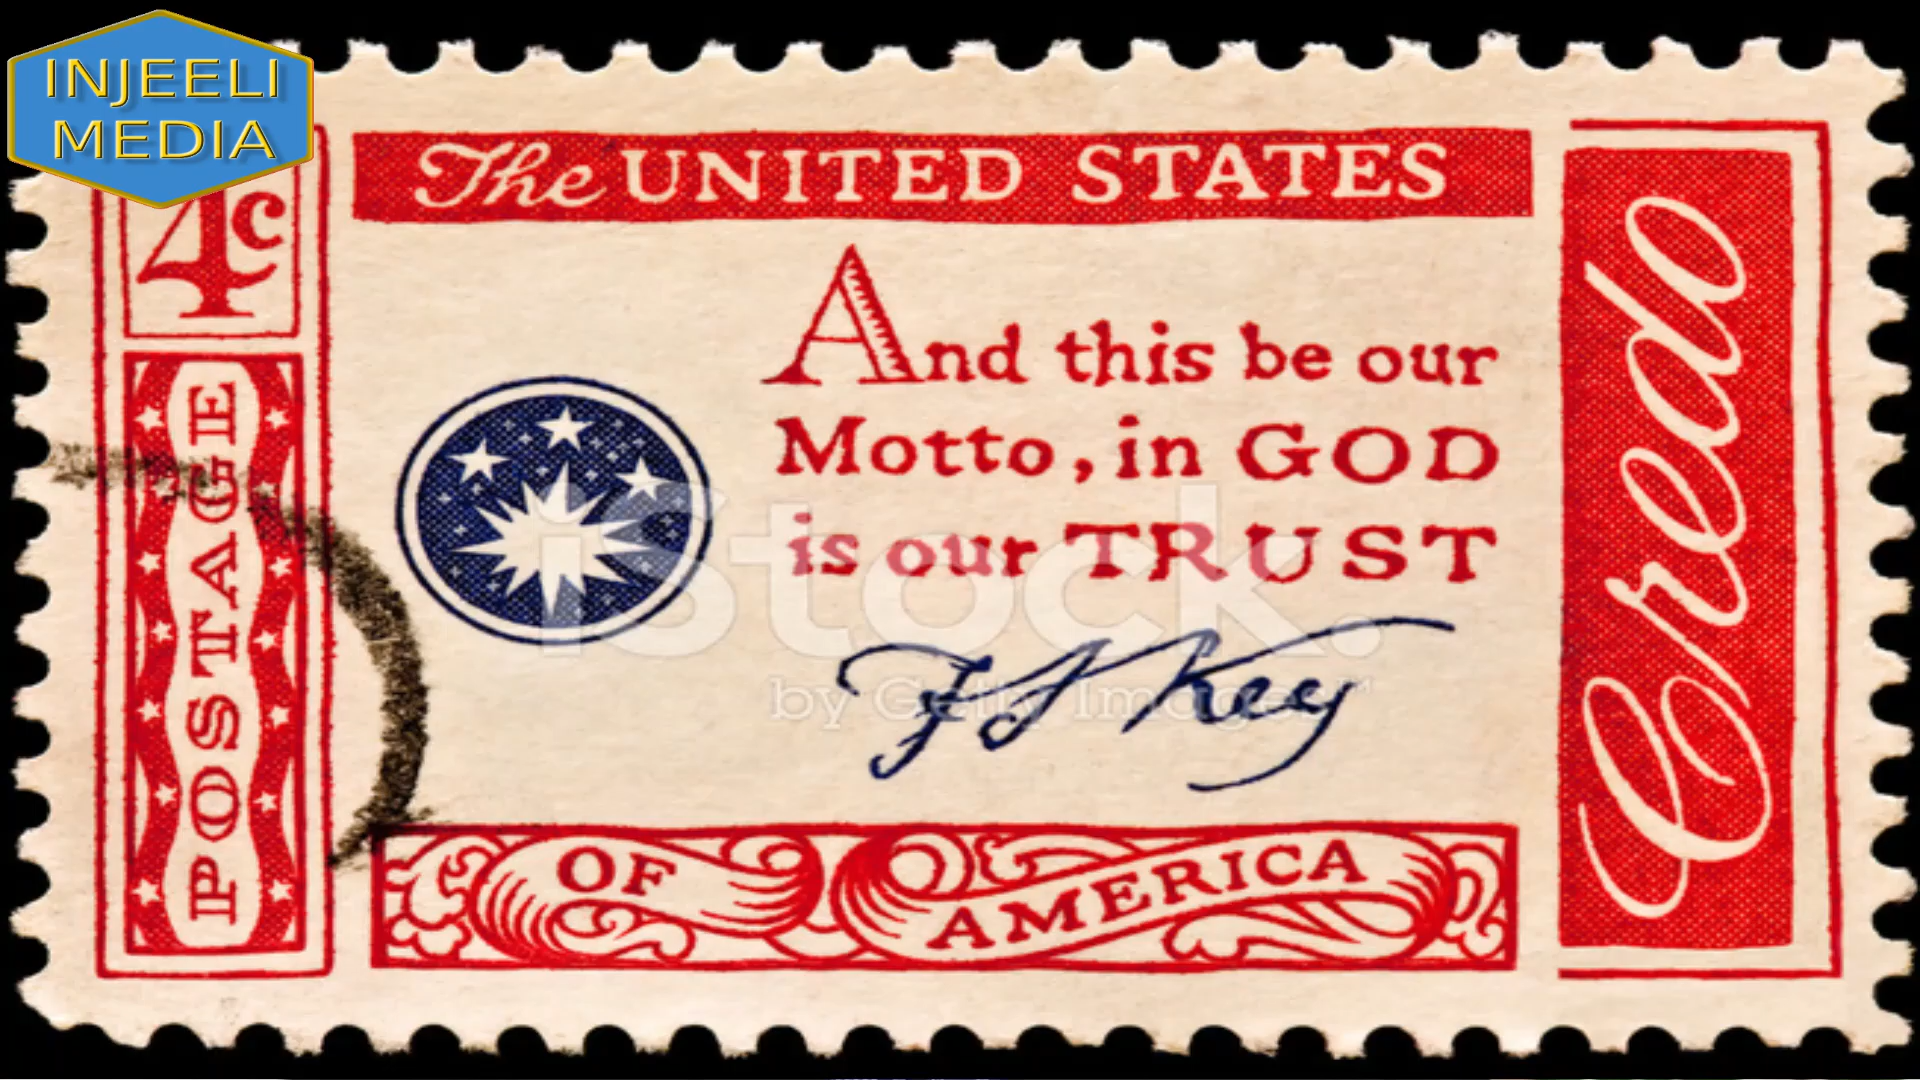 INJEELI
MEDIA
4c
POSTAGE
The UNITED STATES
And this be our
Motto, in GOD
is our TRUST
iStock.
by Getty Images™
F S Key
OF AMERICA
Credo